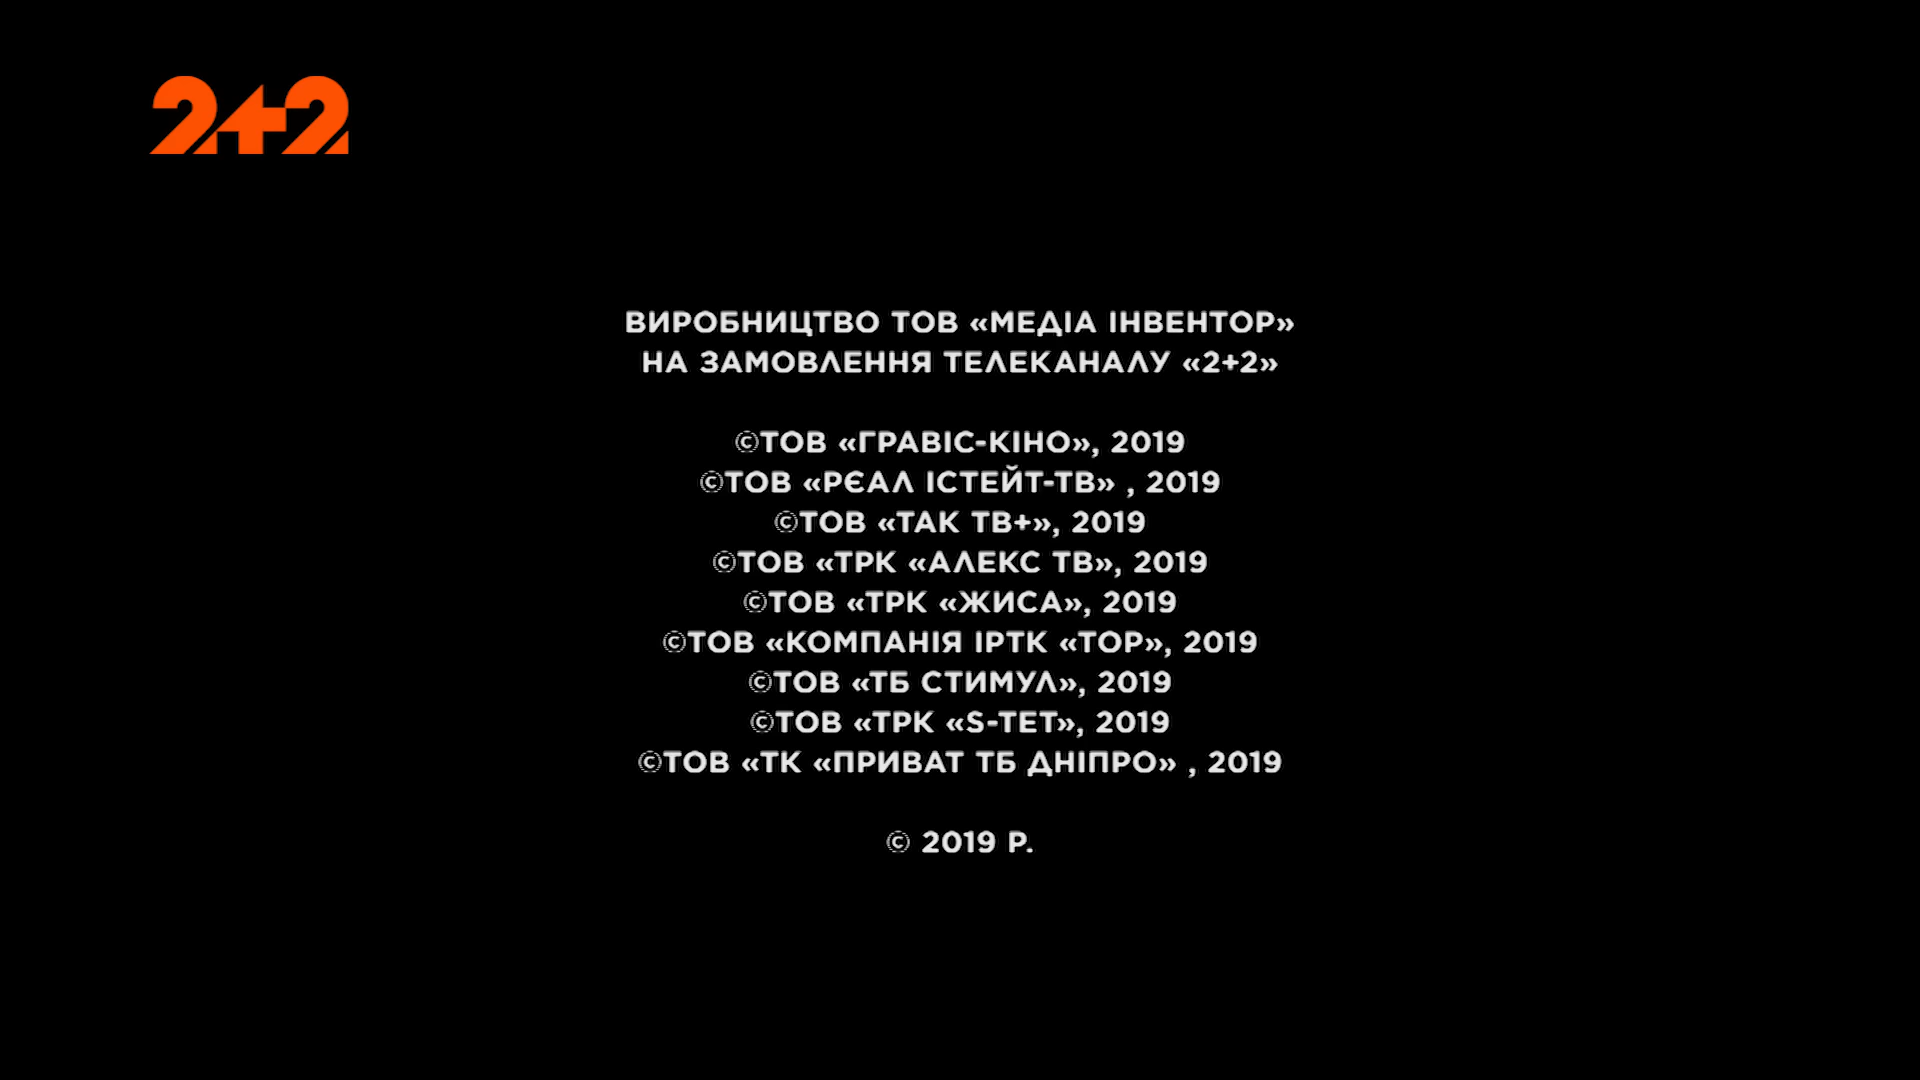 2+2
ВИРОБНИЦТВО ТОВ «МЕДІА ІНВЕНТОР»
НА ЗАМОВЛЕННЯ ТЕЛЕКАНАЛУ «2+2»
©ТОВ «ГРАВІС-КІНО», 2019
©ТОВ «РЄАЛ ІСТЕЙТ-ТВ» , 2019
©ТОВ «ТАК ТВ+», 2019
©ТОВ «ТРК «АЛЕКС ТВ», 2019
©ТОВ «ТРК «ЖИСА», 2019
©ТОВ «КОМПАНІЯ ІРТК «ТОР», 2019
©ТОВ «ТБ СТИМУЛ», 2019
©ТОВ «ТРК «S-TET», 2019
©ТОВ «ТК «ПРИВАТ ТБ ДНІПРО» , 2019
© 2019 Р.